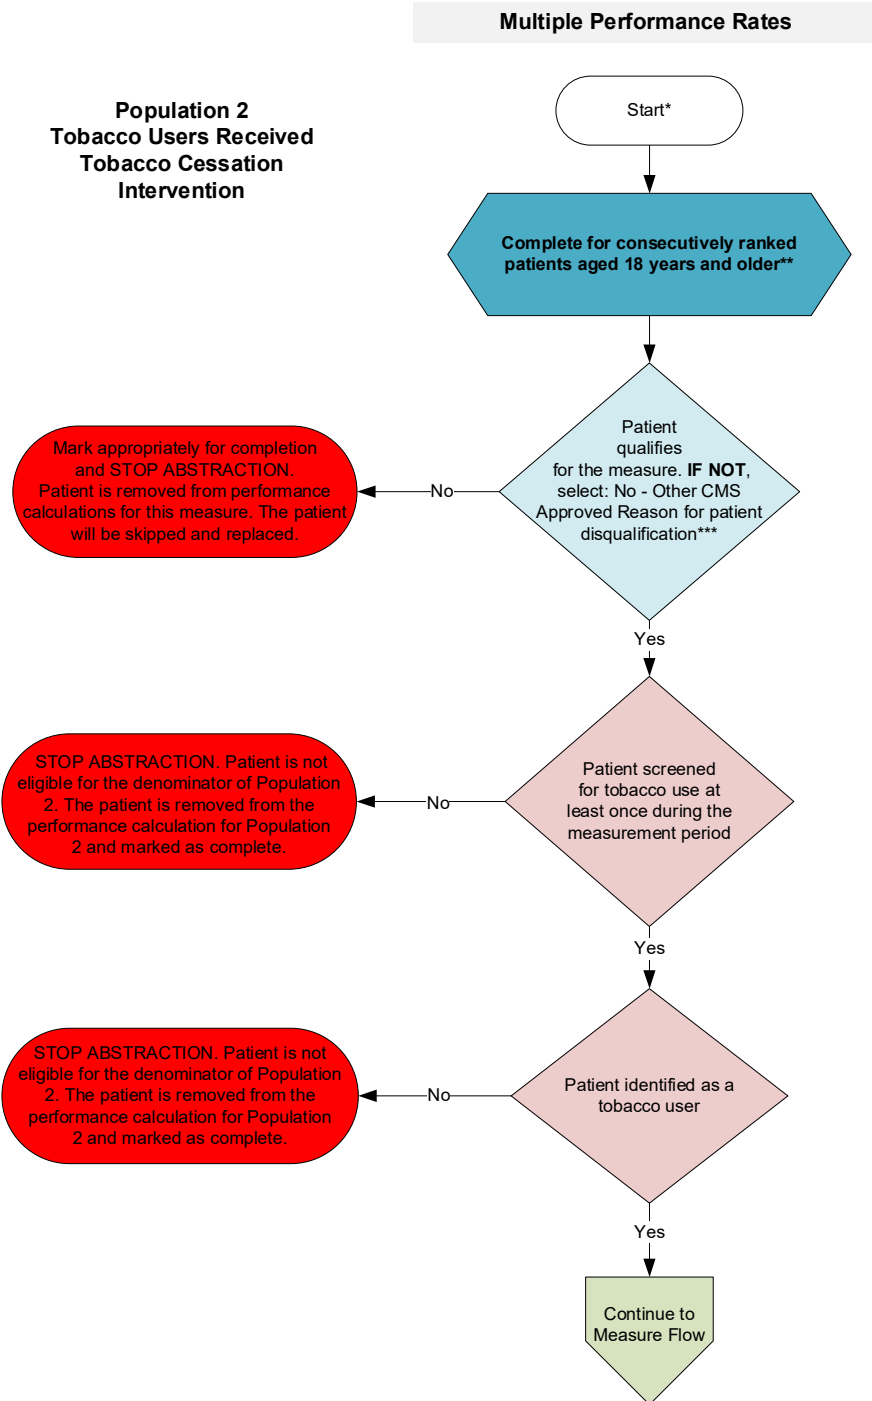 Multiple Performance Rates
Population 2
Tobacco Users Received
Tobacco Cessation
Intervention
Start*
Complete for consecutively ranked
patients aged 18 years and older**
Patient
qualifies
for the measure. IF NOT,
select: No - Other CMS
Approved Reason for patient
disqualification***
No
Mark appropriately for completion
and STOP ABSTRACTION.
Patient is removed from performance
calculations for this measure. The patient
will be skipped and replaced.
Yes
Patient screened
for tobacco use at
least once during the
measurement period
No
STOP ABSTRACTION. Patient is not
eligible for the denominator of Population
2. The patient is removed from the
performance calculation for Population
2 and marked as complete.
Yes
Patient identified as a
tobacco user
No
STOP ABSTRACTION. Patient is not
eligible for the denominator of Population
2. The patient is removed from the
performance calculation for Population
2 and marked as complete.
Yes
Continue to
Measure Flow